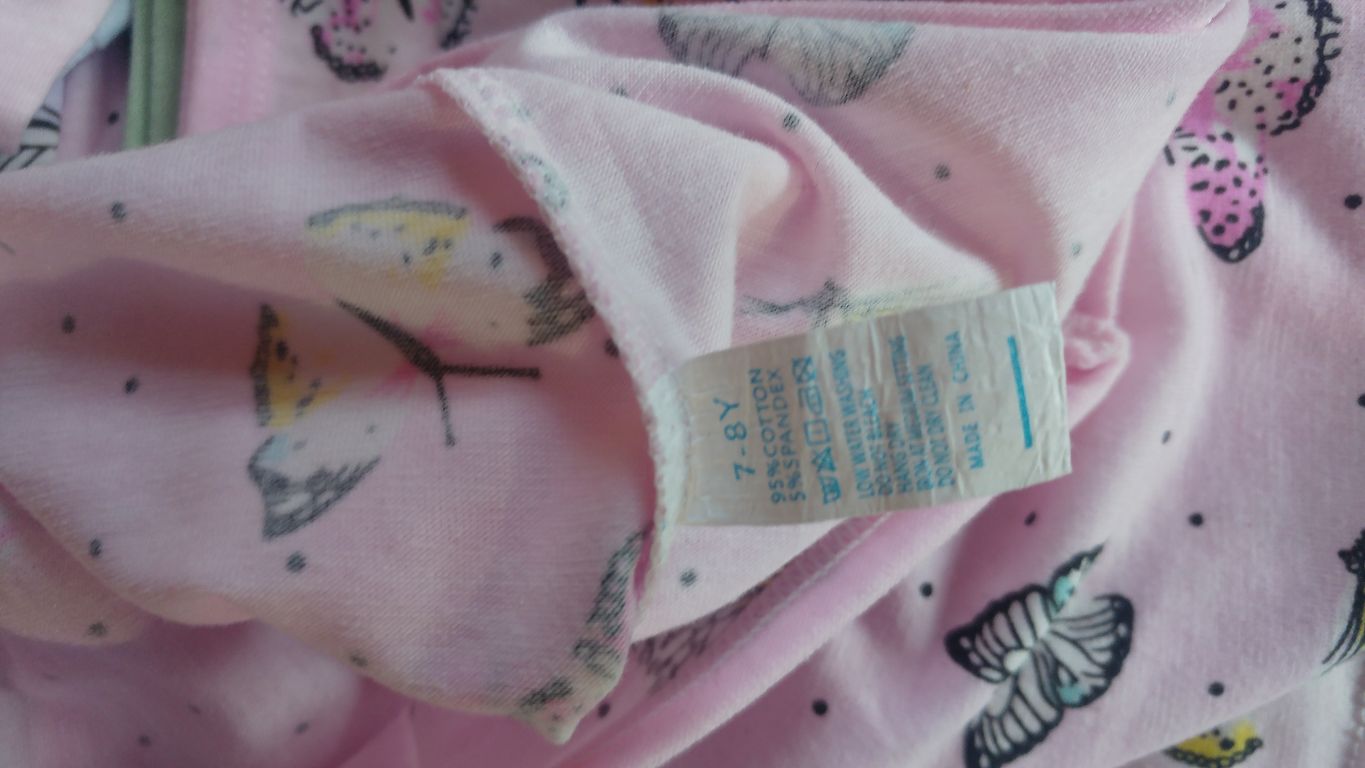 7-8Y
95%COTTON
5%SPANDEX
LOW WATER WASHING
DO NOT BLEACH
HANG DRY
IRON AT MEDIUM SETTING
DO NOT DRY CLEAN
MADE IN CHINA